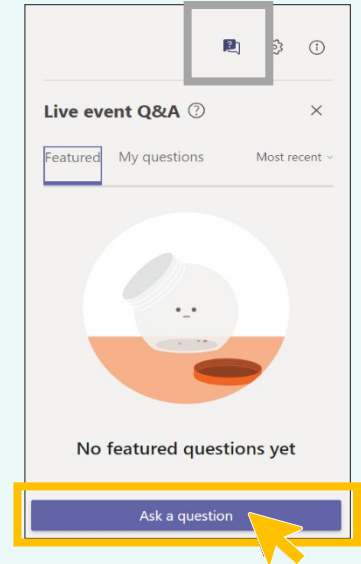 Live event Q&A
Featured My questions Most recent
No featured questions yet
Ask a question